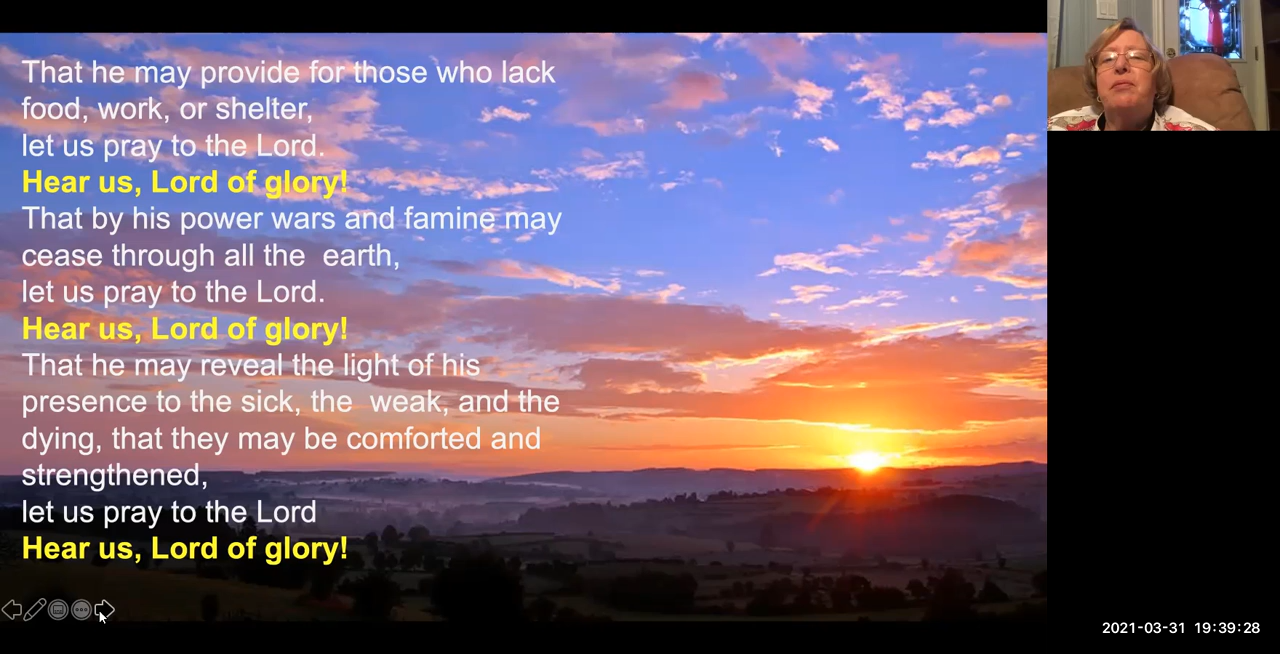 That he may provide for those who lack
food, work, or shelter,
let us pray to the Lord.
Hear us, Lord of glory!
That by his power wars and famine may
cease through all the  earth,
let us pray to the Lord.
Hear us, Lord of glory!
That he may reveal the light of his
presence to the sick, the  weak, and the
dying, that they may be comforted and
strengthened,
let us pray to the Lord
Hear us, Lord of glory!
2021-03-31 19:39:28